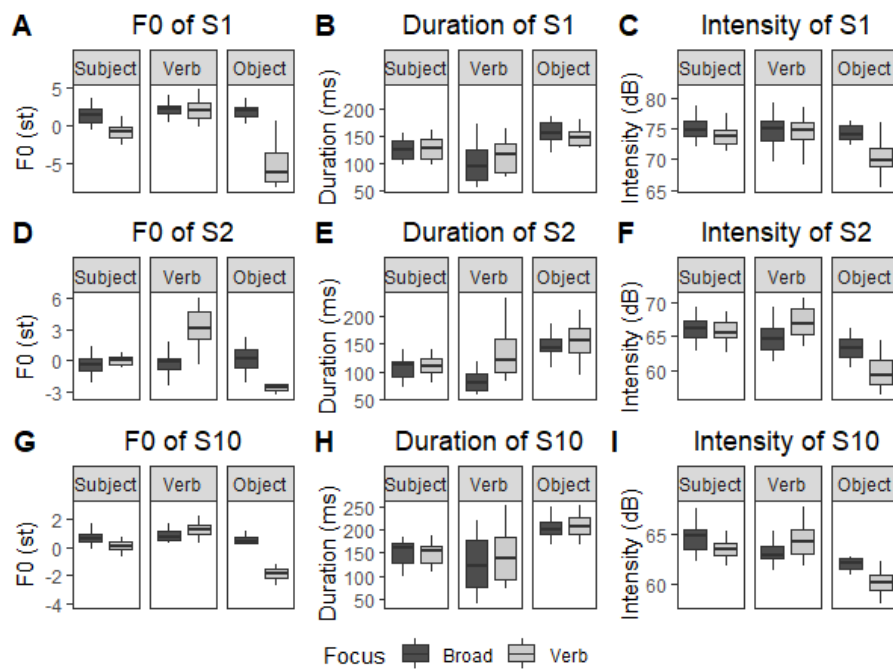 A F0 of S1 B Duration of S1 C Intensity of S1
Subject Verb Object Subject Verb Object Subject Verb Object
F0 (st)
5
0
-5
Duration (ms)
200
150
100
50
Intensity (dB)
80
75
70
65
D F0 of S2 E Duration of S2 F Intensity of S2
Subject Verb Object Subject Verb Object Subject Verb Object
F0 (st)
6
3
0
-3
Duration (ms)
200
150
100
50
Intensity (dB)
70
65
60
G F0 of S10 H Duration of S10 I Intensity of S10
Subject Verb Object Subject Verb Object Subject Verb Object
F0 (st)
2
0
-2
-4
Duration (ms)
250
200
150
100
50
Intensity (dB)
65
60
Focus Broad Verb